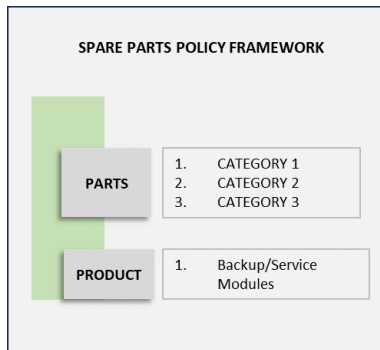 SPARE PARTS POLICY FRAMEWORK
PARTS
1. CATEGORY 1
2. CATEGORY 2
3. CATEGORY 3
PRODUCT
1. Backup/Service
Modules